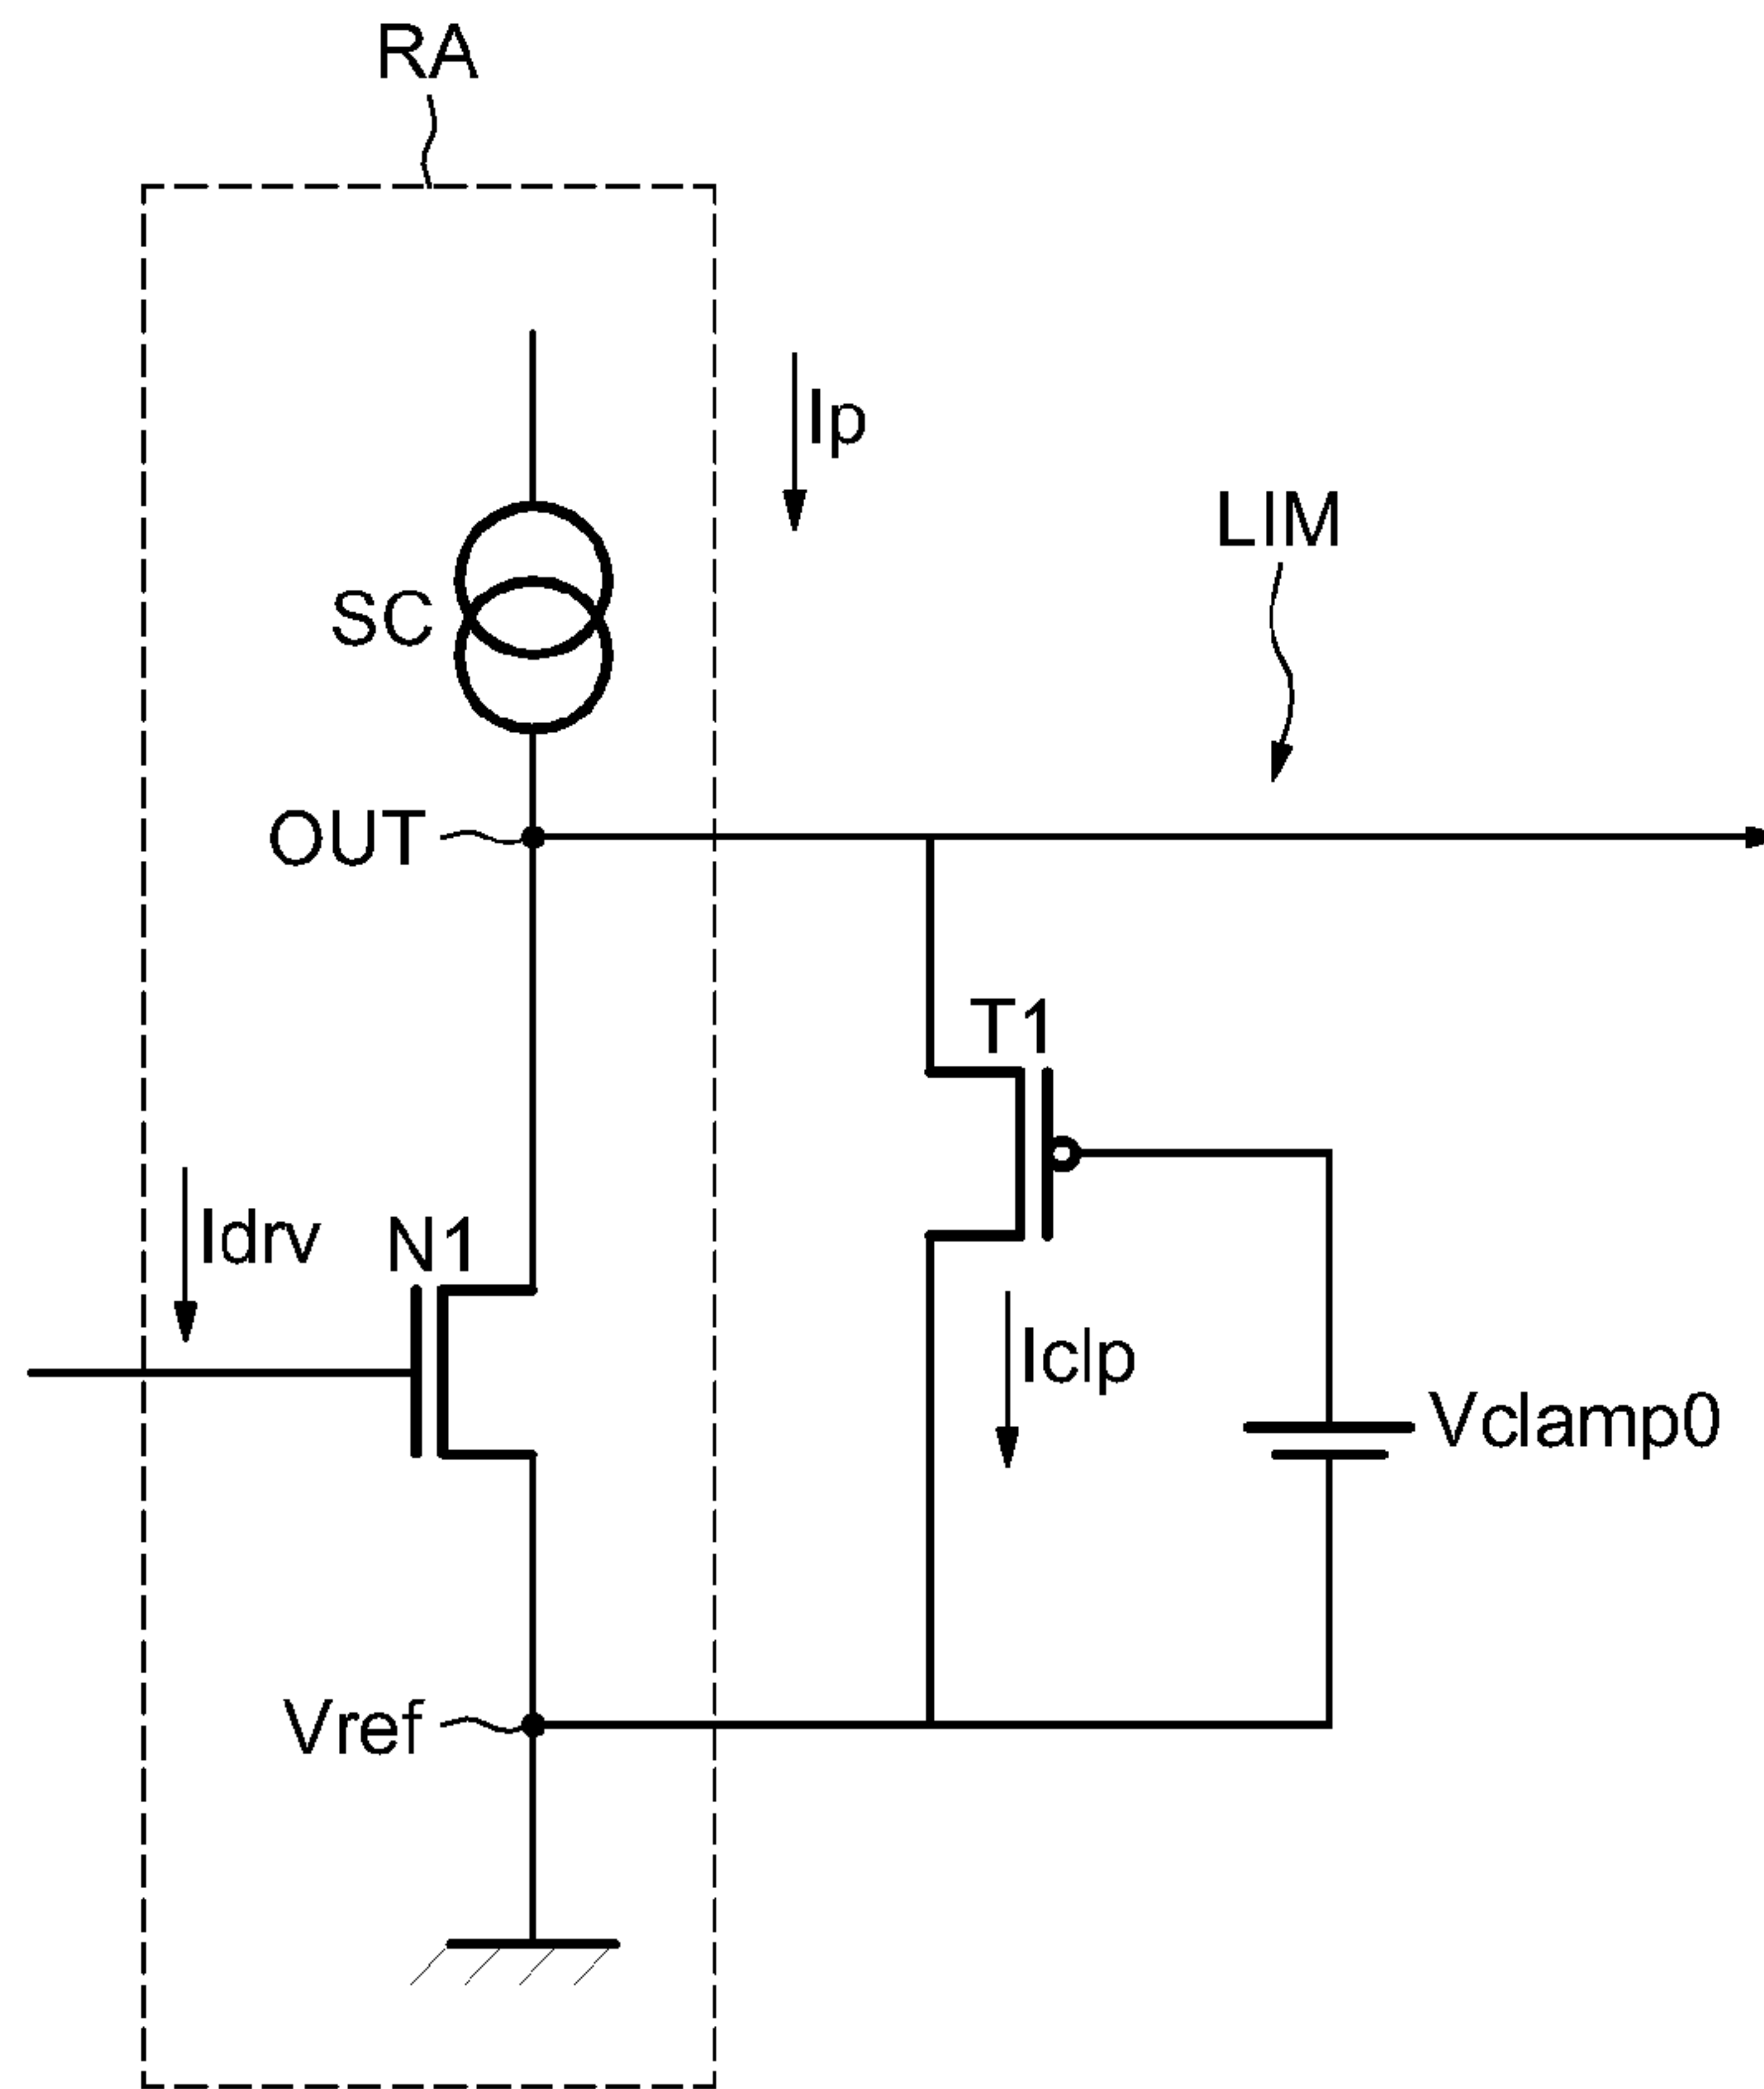 RA
Ip
LIM
SC
OUT
T1
Idrv
N1
Iclp
Vclamp0
Vref